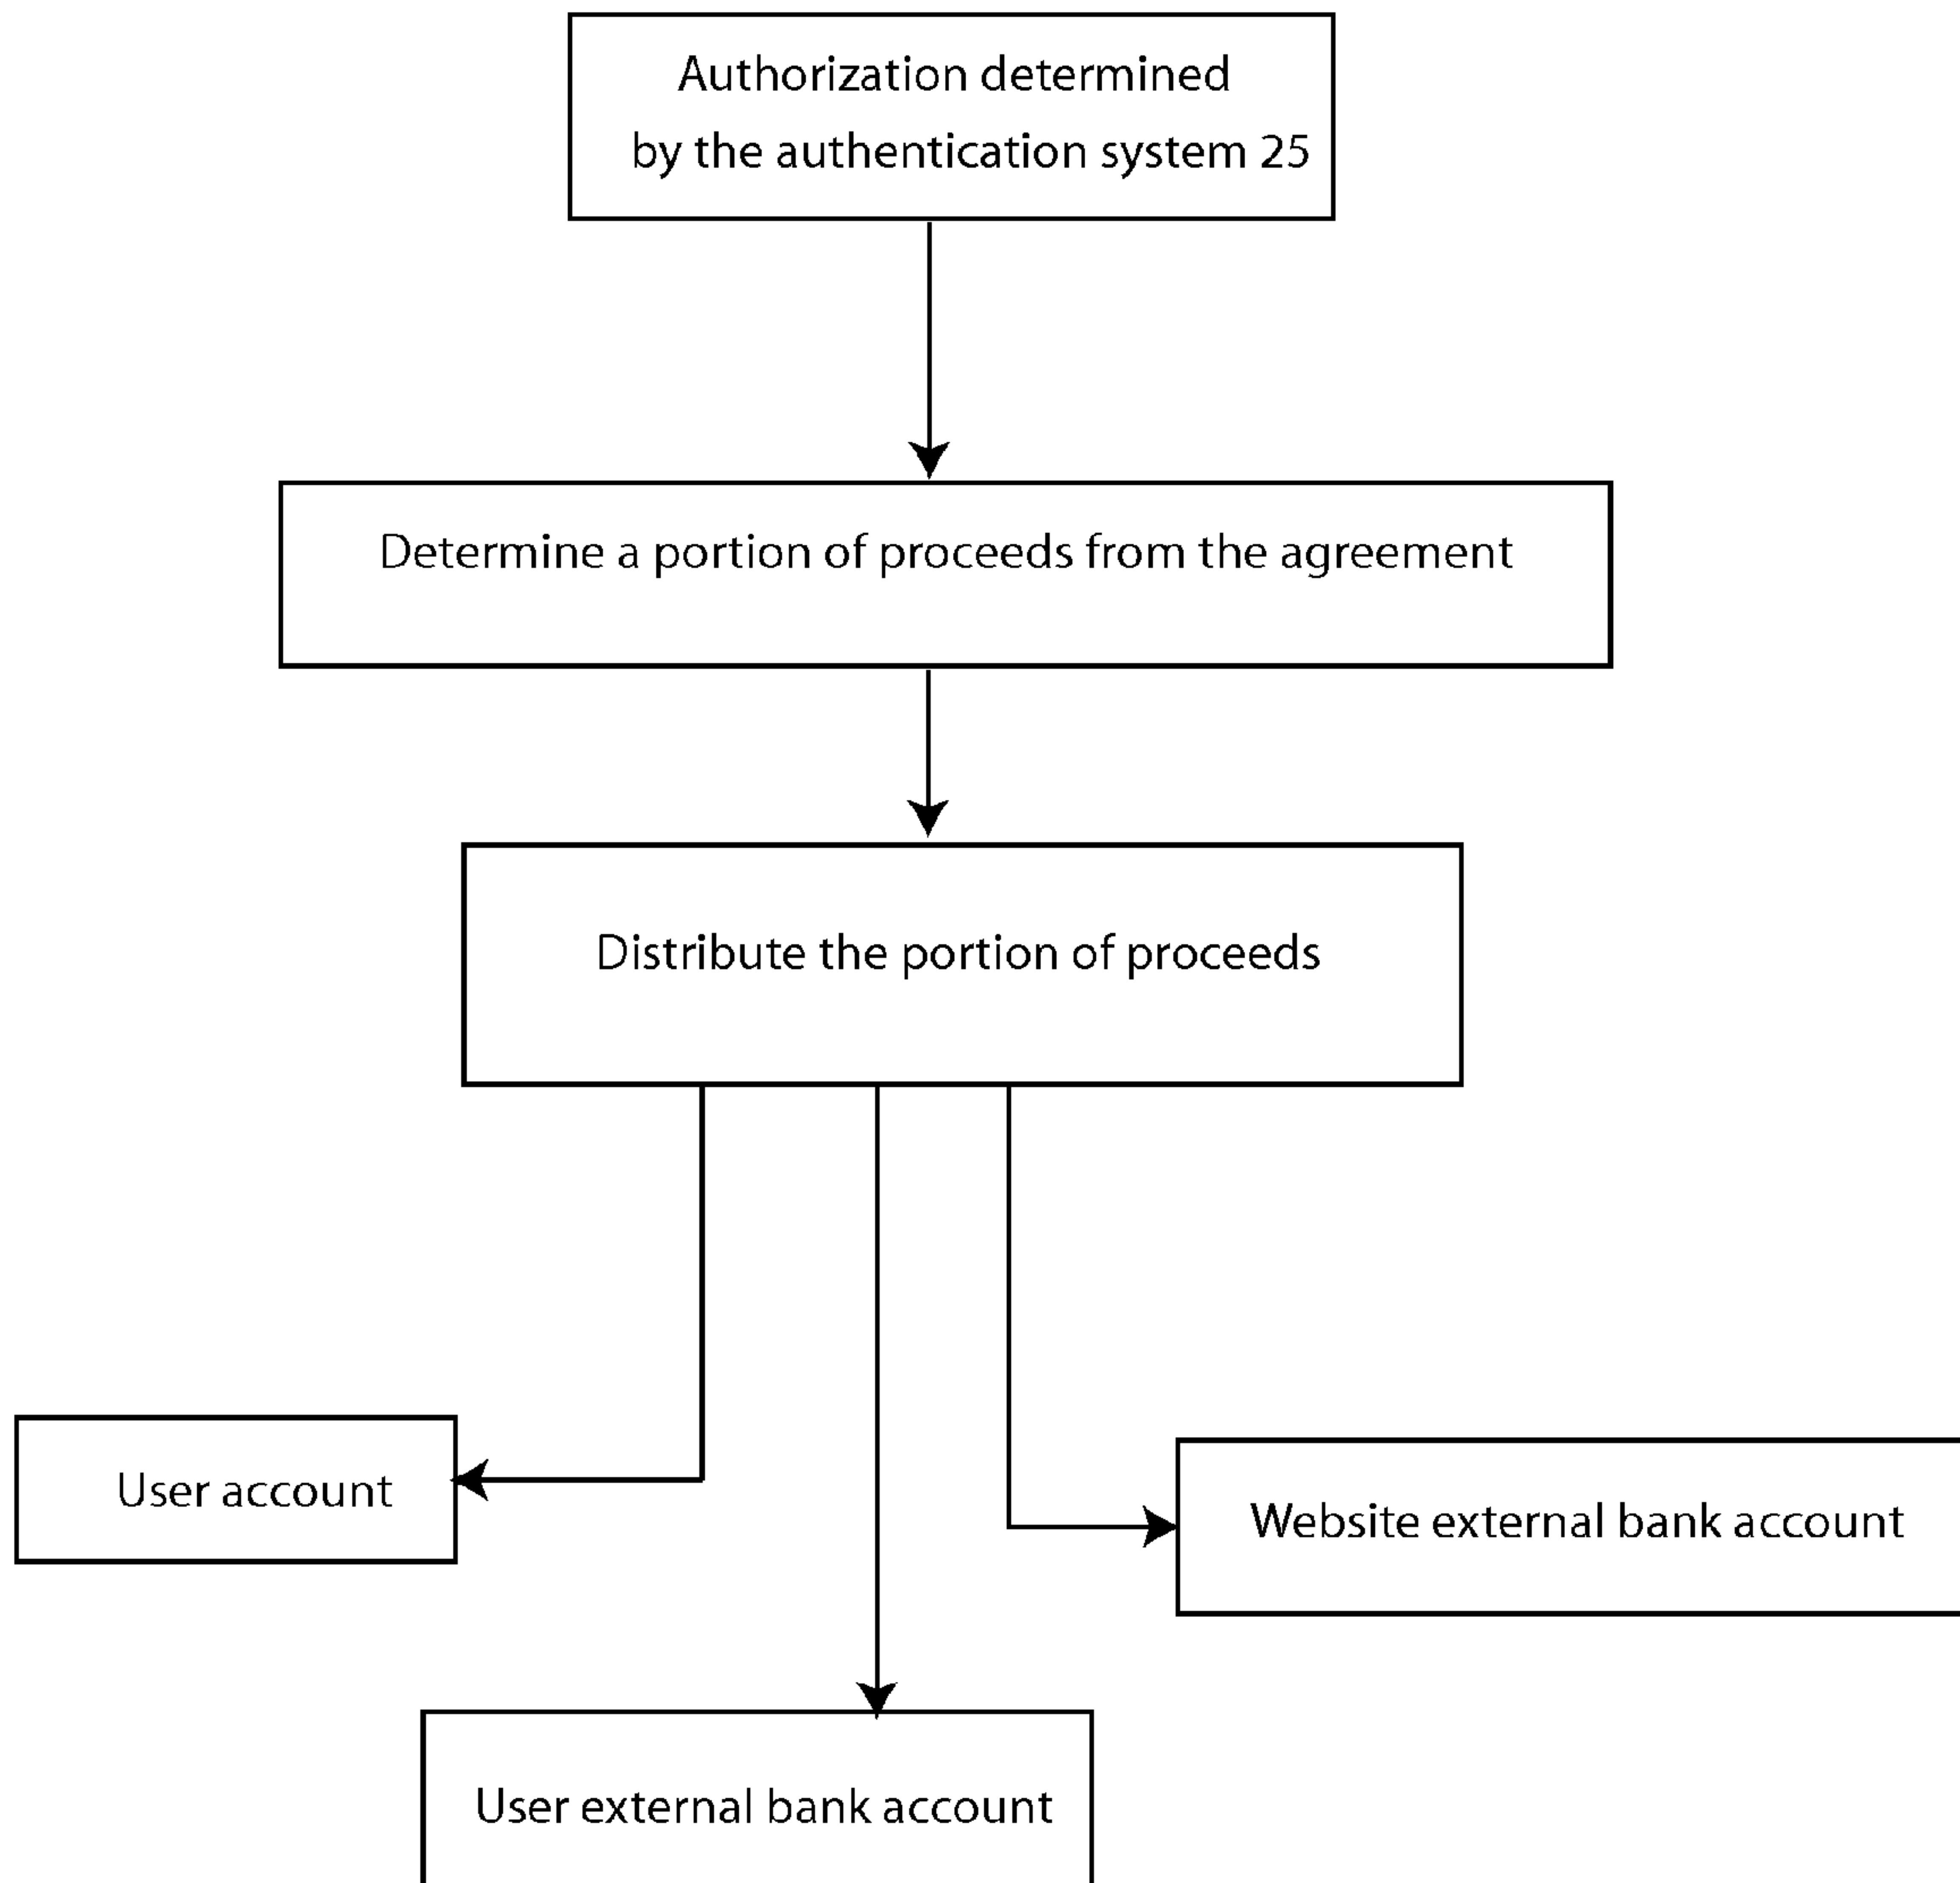 Authorization determined
by the authentication system 25
Determine a portion of proceeds from the agreement
Distribute the portion of proceeds
User account
Website external bank account
User external bank account